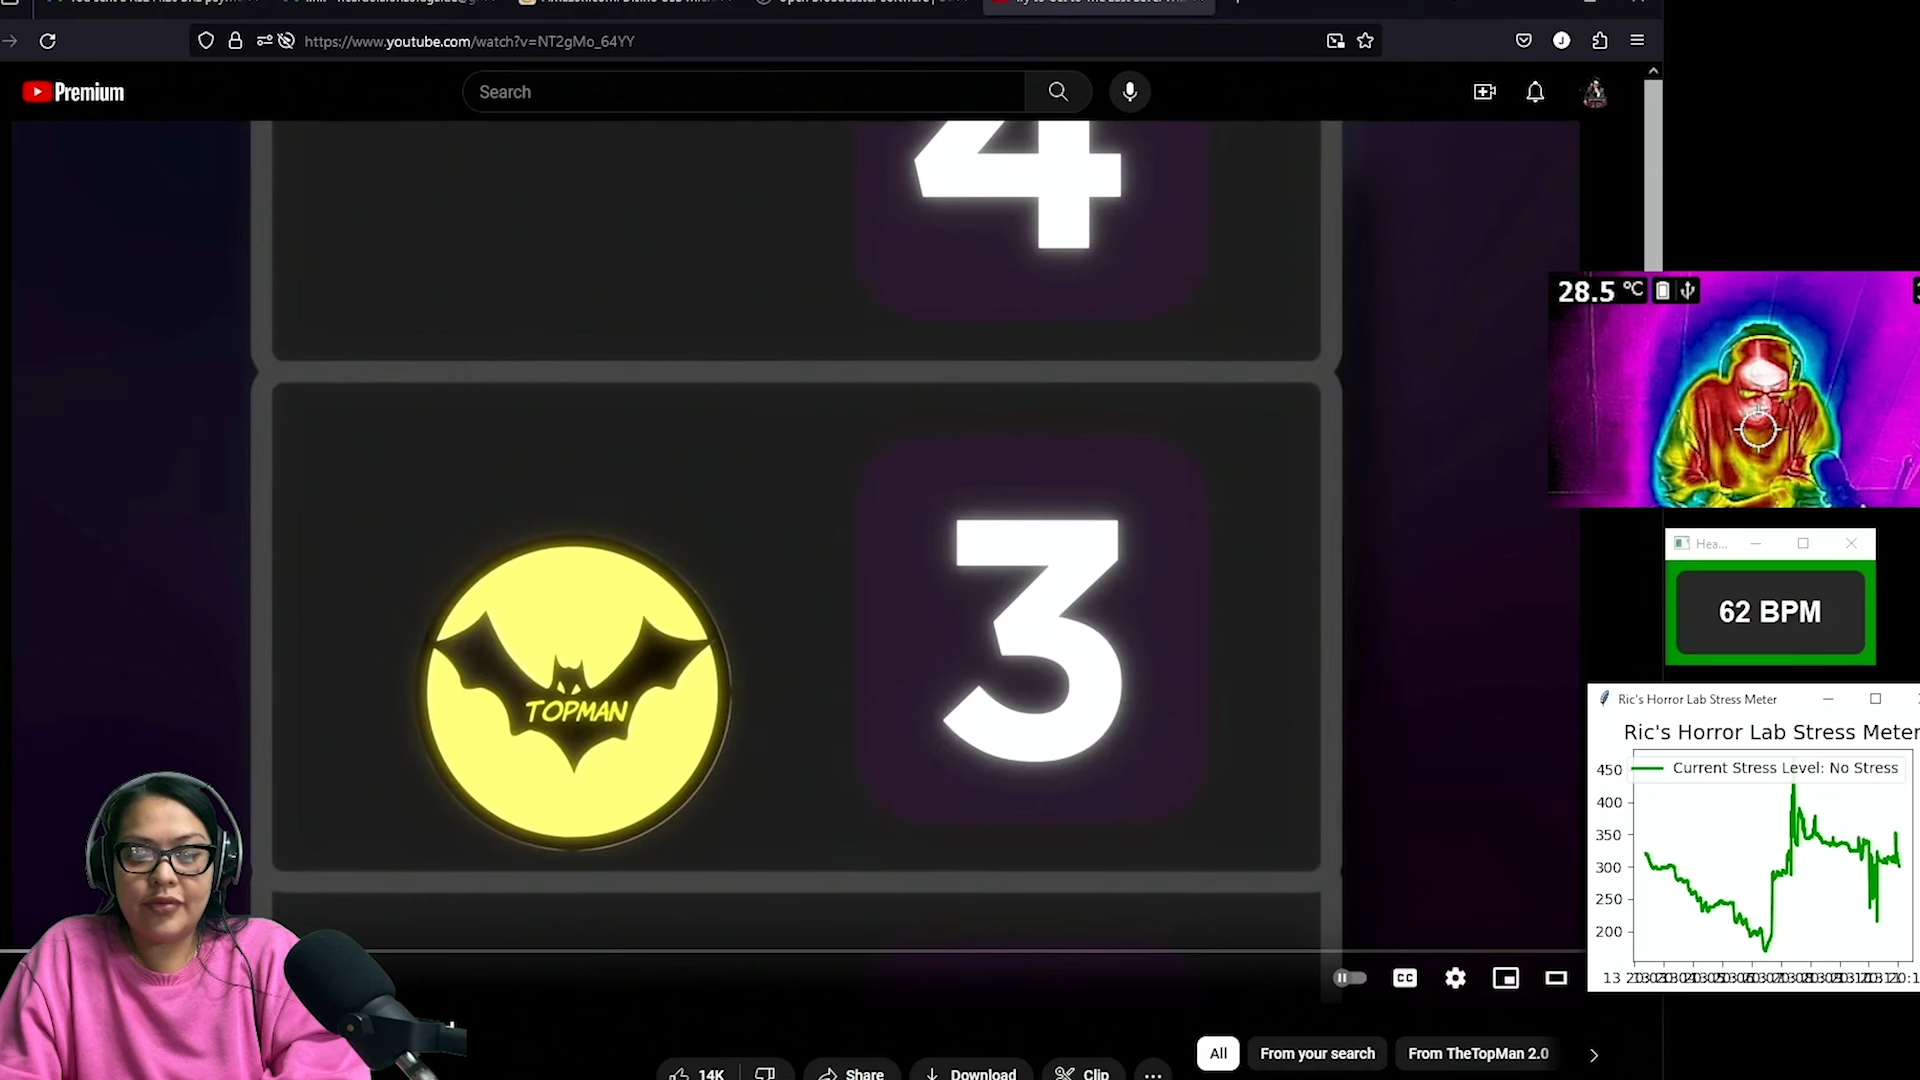 https://www.youtube.com/watch?v=NT2gMo_64YY
J
Premium
Search
4
28.5 °C
Hea...
3
62 BPM
TOPMAN
Ric's Horror Lab Stress Meter
Ric's Horror Lab Stress Meter
Current Stress Level: No Stress
450
400
350
300
250
200
CC
All
From your search
From TheTopMan 2.0
14K
Share
Download
Clip
...